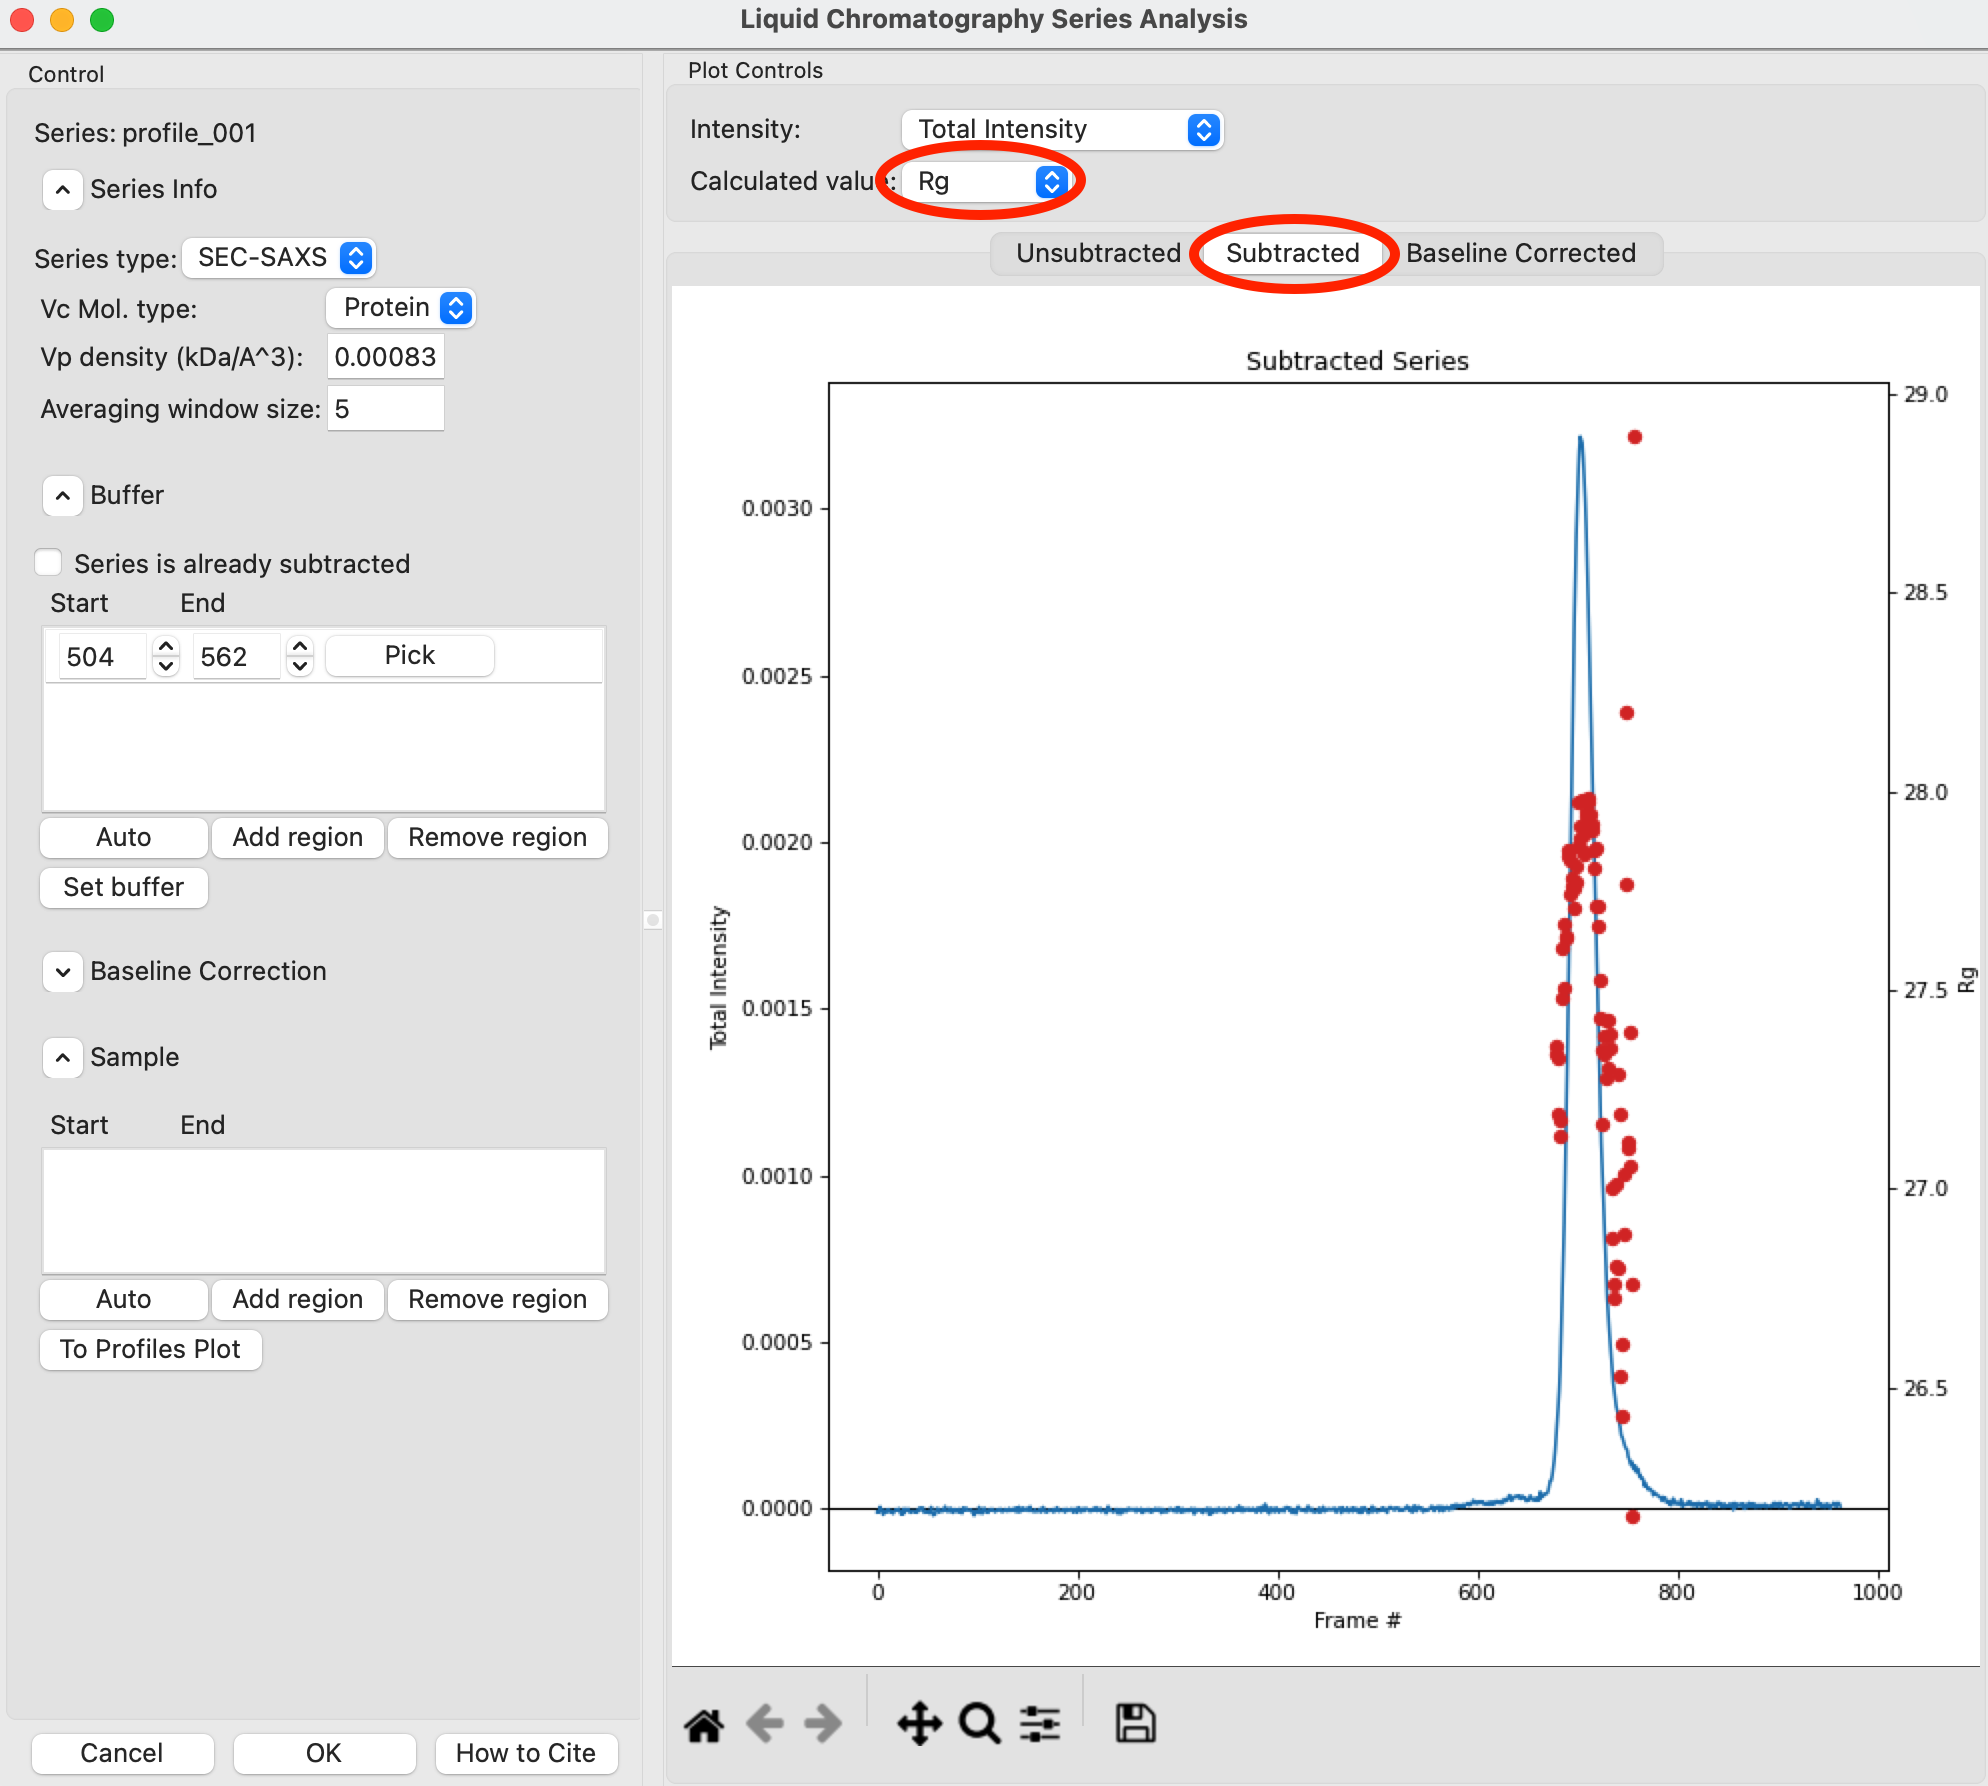 Liquid Chromatography Series Analysis
Control
Series: profile_001
Series Info
Series type: SEC-SAXS
Vc Mol. type: Protein
Vp density (kDa/A^3): 0.00083
Averaging window size: 5
Buffer
Series is already subtracted
Start End
504 562 Pick
Auto Add region Remove region
Set buffer
Baseline Correction
Sample
Start End
Auto Add region Remove region
To Profiles Plot
Cancel OK How to Cite
Plot Controls
Intensity: Total Intensity
Calculated value: Rg
Unsubtracted Subtracted Baseline Corrected
Subtracted Series
Total Intensity
0.0030
0.0025
0.0020
0.0015
0.0010
0.0005
0.0000
29.0
28.5
28.0
27.5
27.0
26.5
Rg
0 200 400 600 800 1000
Frame #